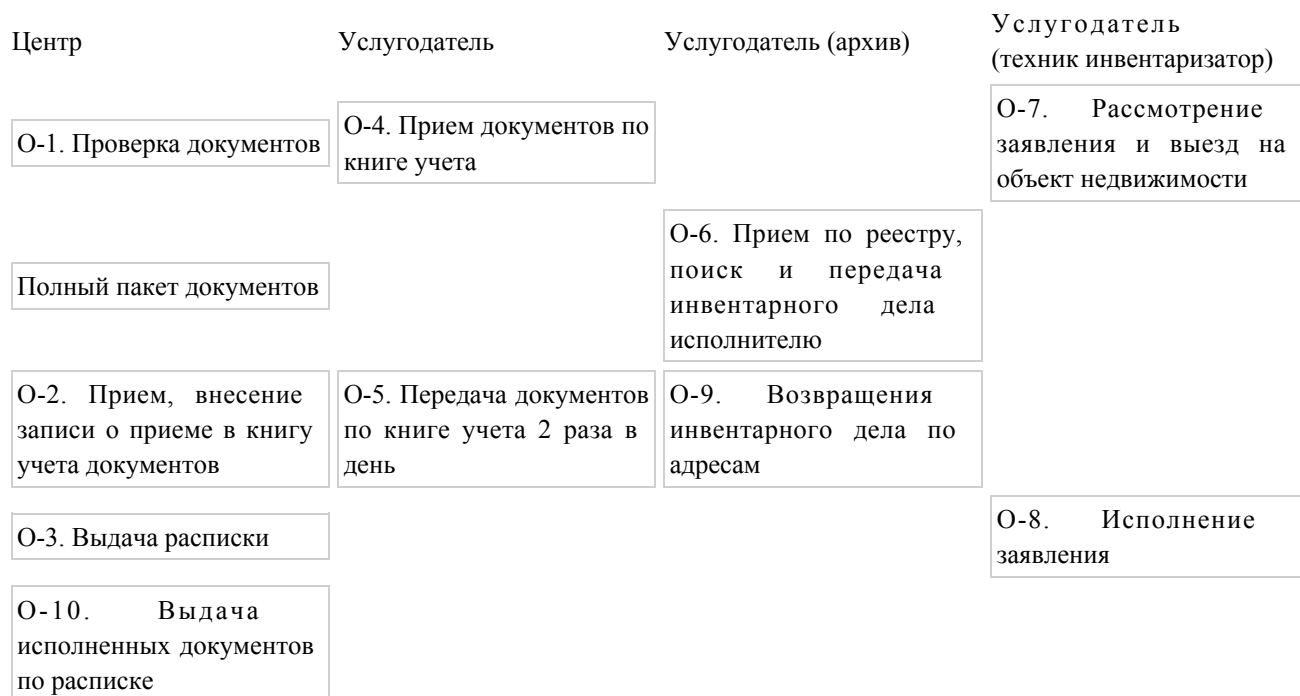 Центр
Услугодатель
Услугодатель (архив)
Услугодатель
(техник инвентаризатор)
О-1. Проверка документов
О-4. Прием документов по
книге учета
О-7. Рассмотрение
заявления и выезд на
объект недвижимости
Полный пакет документов
О-6. Прием по реестру,
поиск и передача
инвентарного дела
исполнителю
О-2. Прием, внесение
записи о приеме в книгу
учета документов
О-5. Передача документов
по книге учета 2 раза в
день
О-9. Возвращения
инвентарного дела по
адресам
О-3. Выдача расписки
О-8. Исполнение
заявления
О-10. Выдача
исполненных документов
по расписке